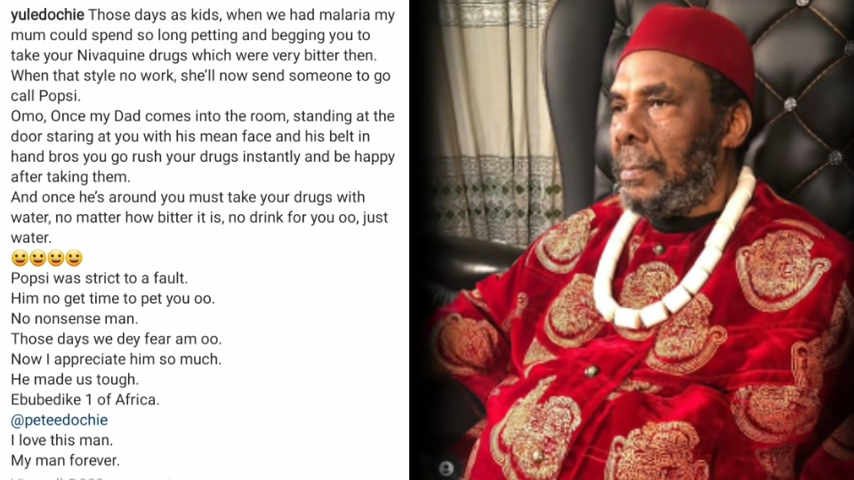 yuledochie Those days as kids, when we had malaria my
mum could spend so long petting and begging you to
take your Nivaquine drugs which were very bitter then.
When that style no work, she'll now send someone to go
call Popsi.
Omo, Once my Dad comes into the room, standing at the
door staring at you with his mean face and his belt in
hand bros you go rush your drugs instantly and be happy
after taking them.
And once he's around you must take your drugs with
water, no matter how bitter it is, no drink for you oo, just
water.
😀😀😀😀
Popsi was strict to a fault.
Him no get time to pet you oo.
No nonsense man.
Those days we dey fear am oo.
Now I appreciate him so much.
He made us tough.
Ebubedike 1 of Africa.
@peteedochie
I love this man.
My man forever.